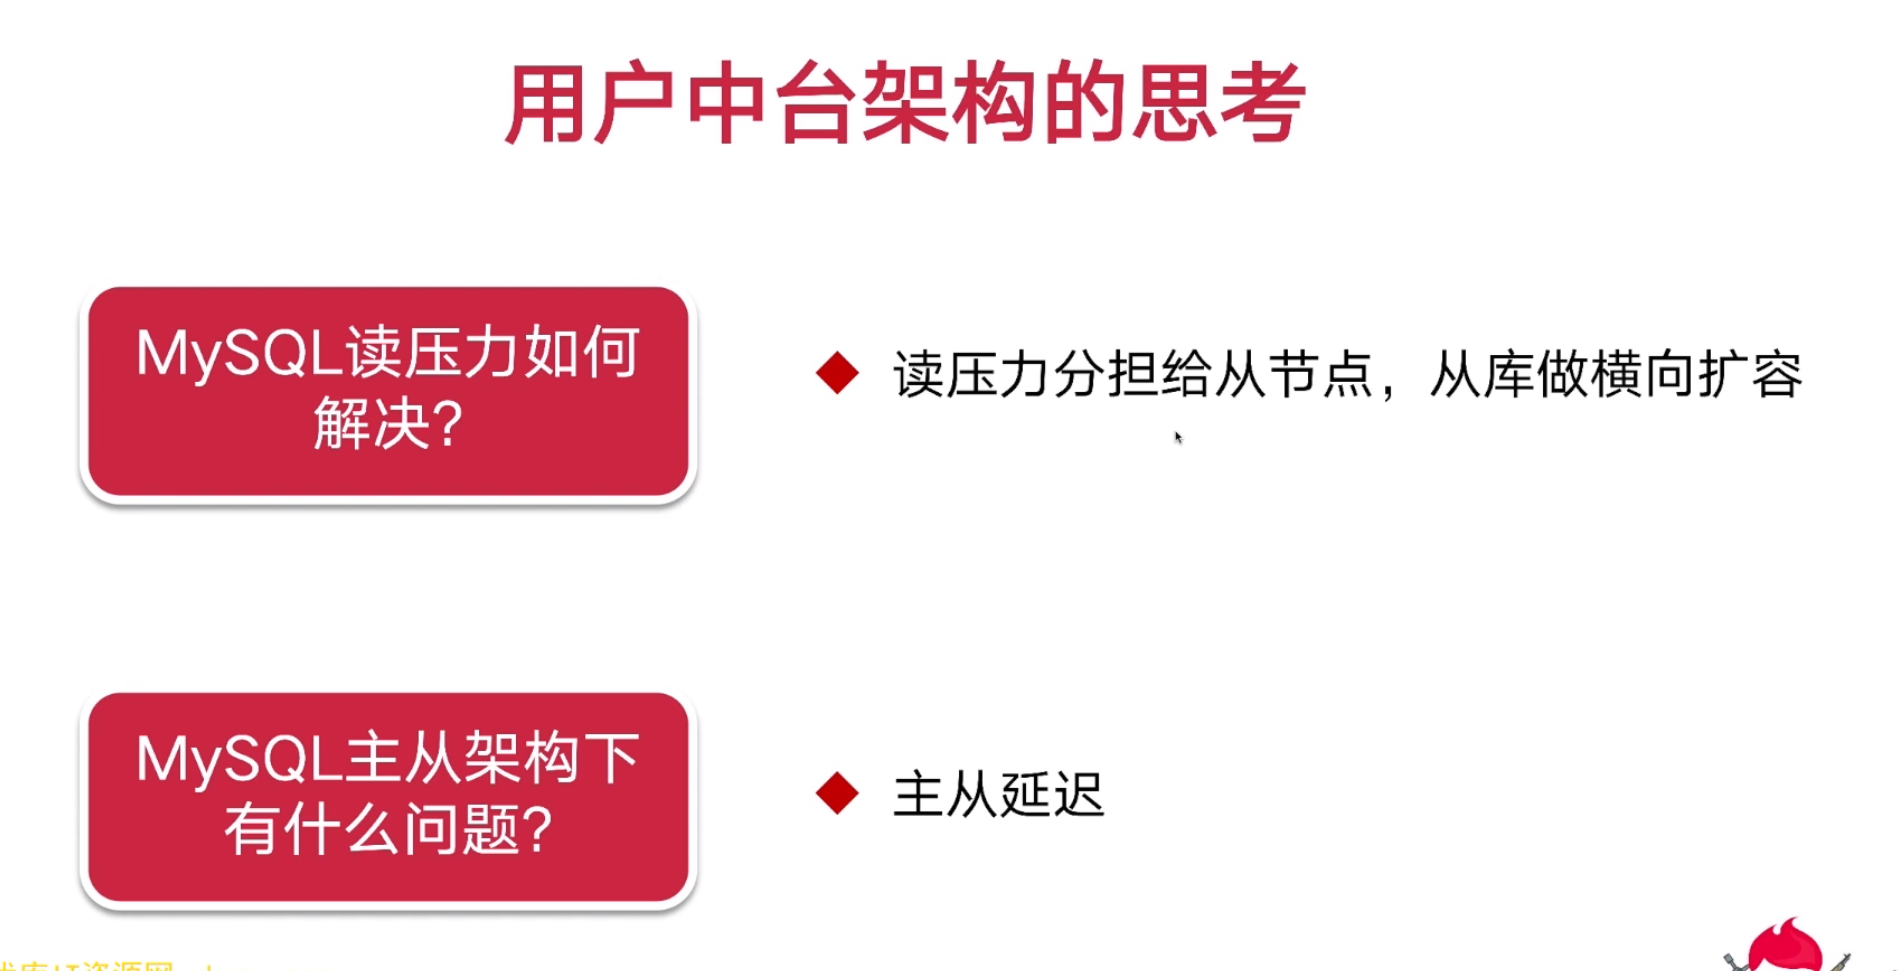 用户中台架构的思考
MySQL读压力如何
解决?
读压力分担给从节点，从库做横向扩容
MySQL主从架构下
有什么问题?
主从延迟